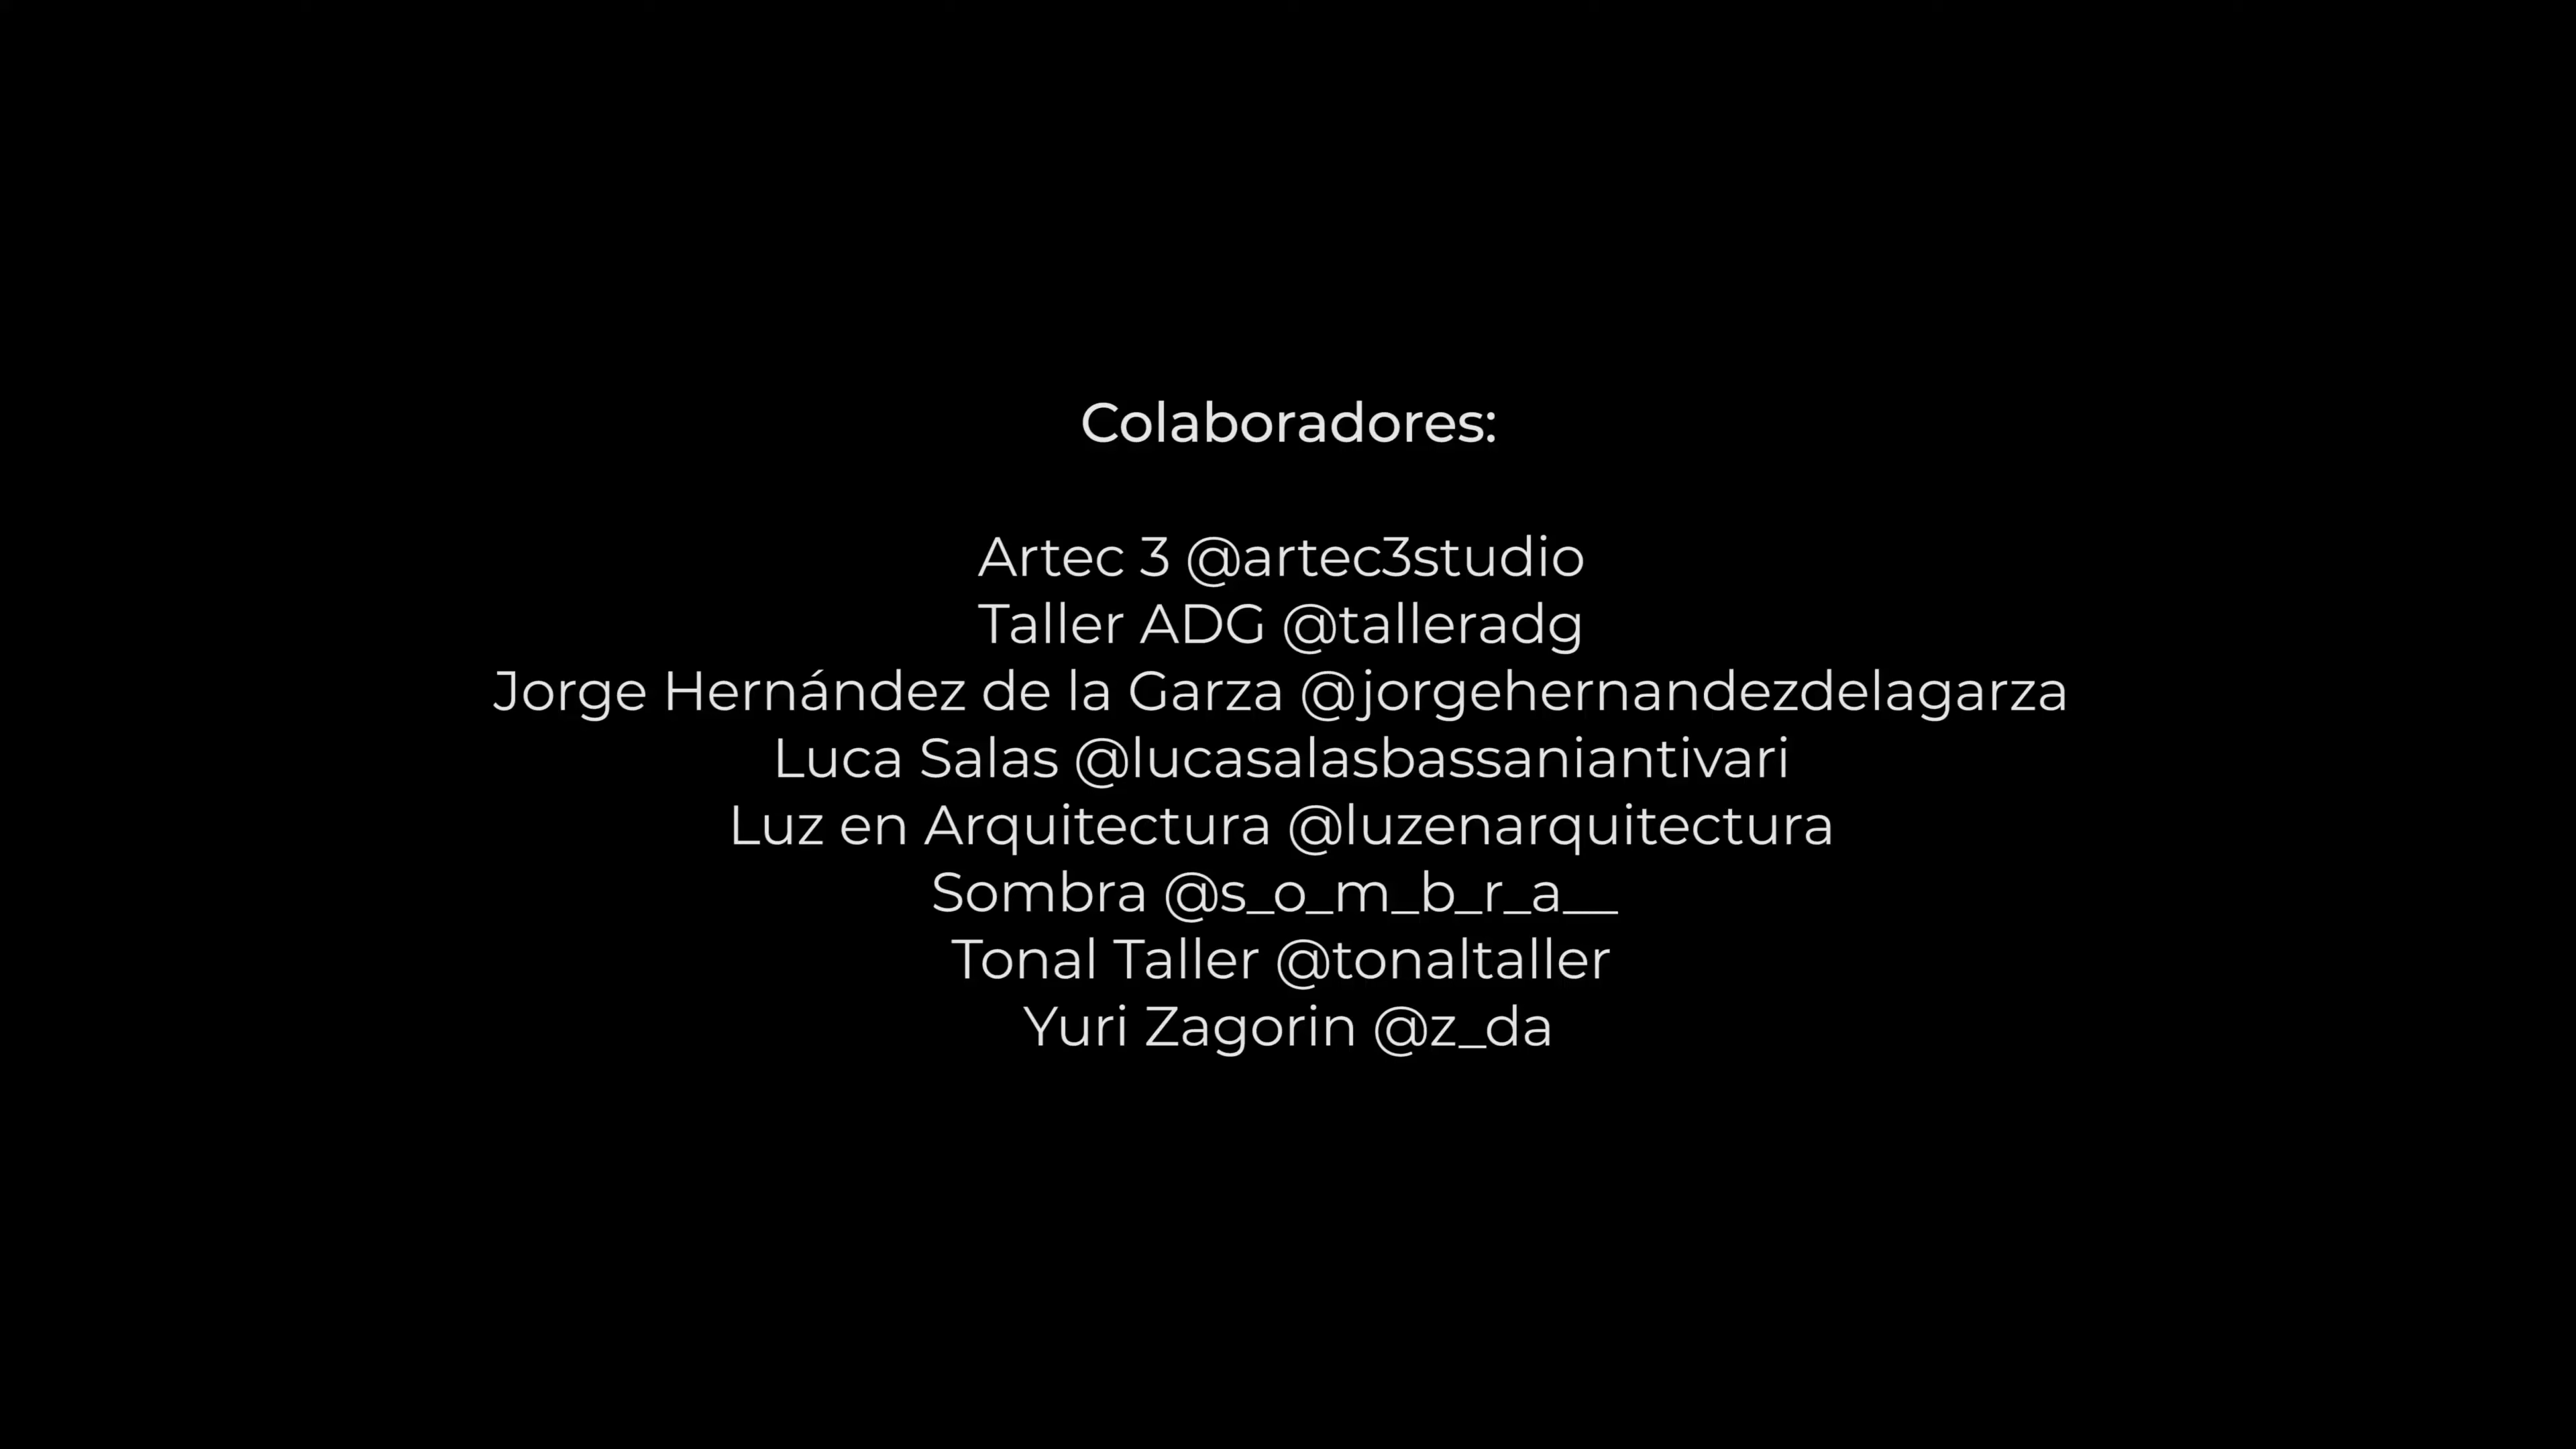 Colaboradores:
Artec 3 @artec3studio
Taller ADG @talleradg
Jorge Hernández de la Garza @jorgehernandezdelagarza
Luca Salas @lucasalasbassaniantivari
Luz en Arquitectura @luzenarquitectura
Sombra @s_o_m_b_r_a__
Tonal Taller @tonaltaller
Yuri Zagorin @z_da